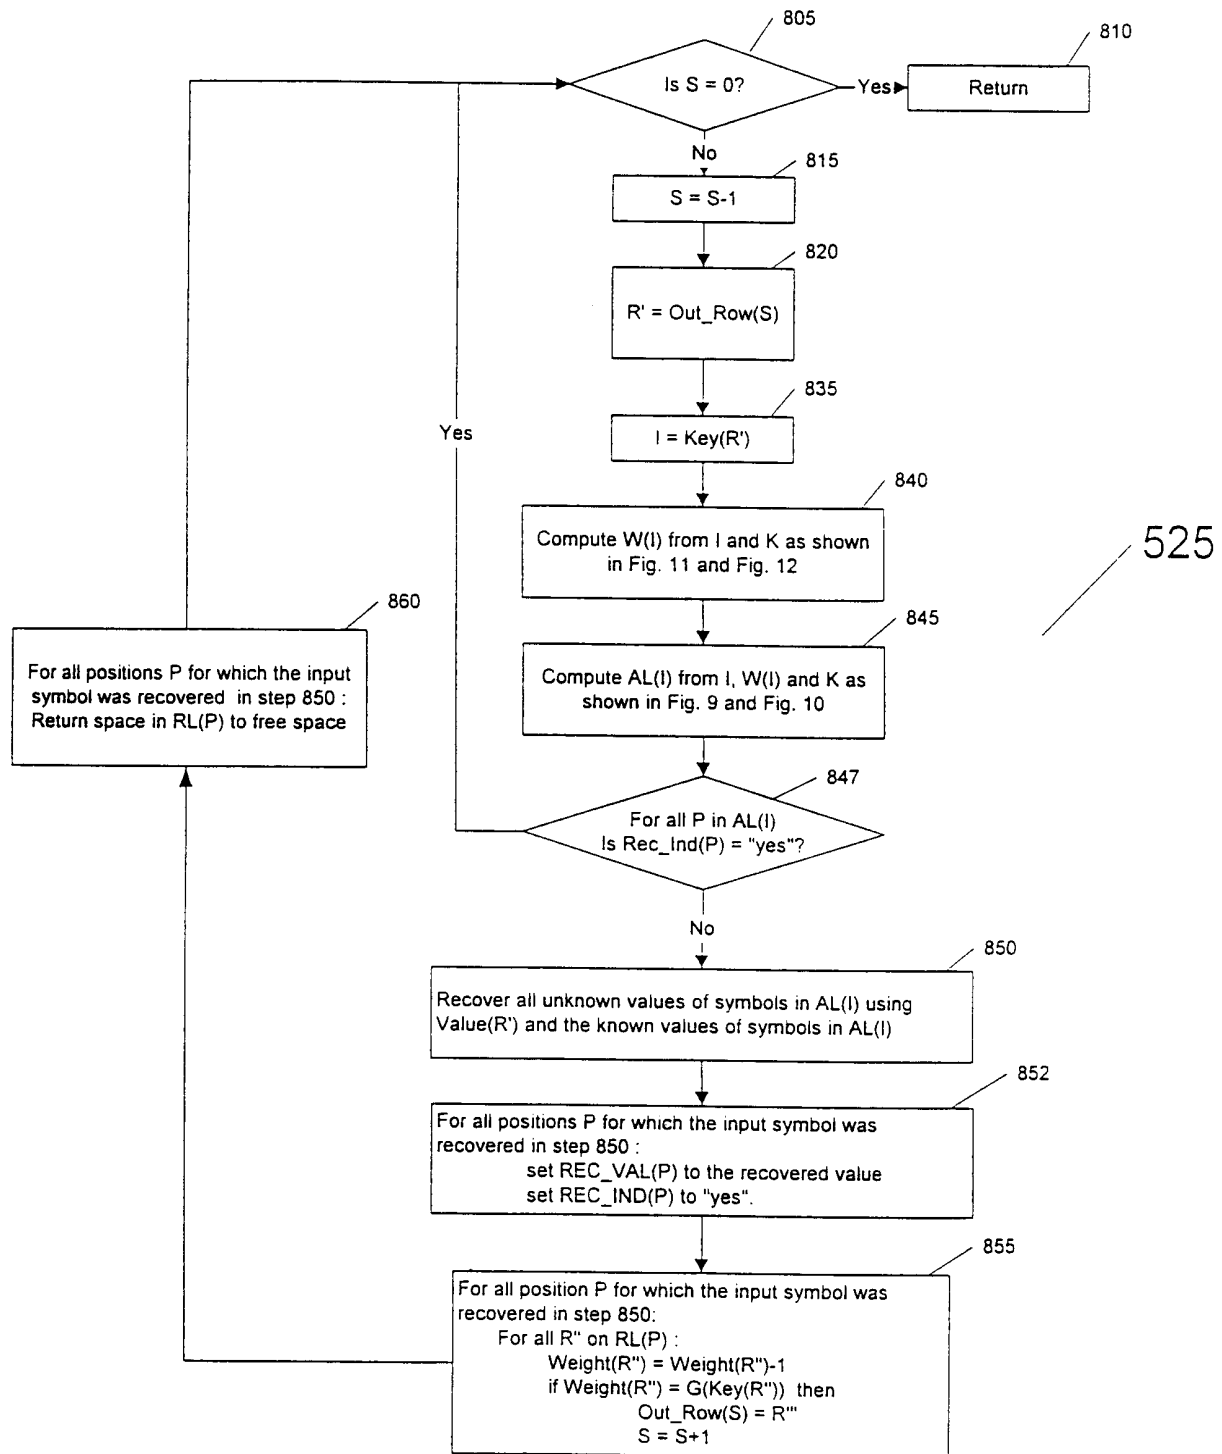 805
Is S = 0?
Yes
810
Return
No
815
S = S-1
820
R' = Out_Row(S)
835
I = Key(R')
Yes
840
Compute W(I) from I and K as shown
in Fig. 11 and Fig. 12
525
845
Compute AL(I) from I, W(I) and K as
shown in Fig. 9 and Fig. 10
860
For all positions P for which the input
symbol was recovered in step 850 :
Return space in RL(P) to free space
847
For all P in AL(I)
Is Rec_Ind(P) = "yes"?
No
850
Recover all unknown values of symbols in AL(I) using
Value(R') and the known values of symbols in AL(I)
852
For all positions P for which the input symbol was
recovered in step 850 :
set REC_VAL(P) to the recovered value
set REC_IND(P) to "yes".
855
For all position P for which the input symbol was
recovered in step 850:
For all R" on RL(P) :
Weight(R") = Weight(R")-1
if Weight(R") = G(Key(R")) then
Out_Row(S) = R'"
S = S+1